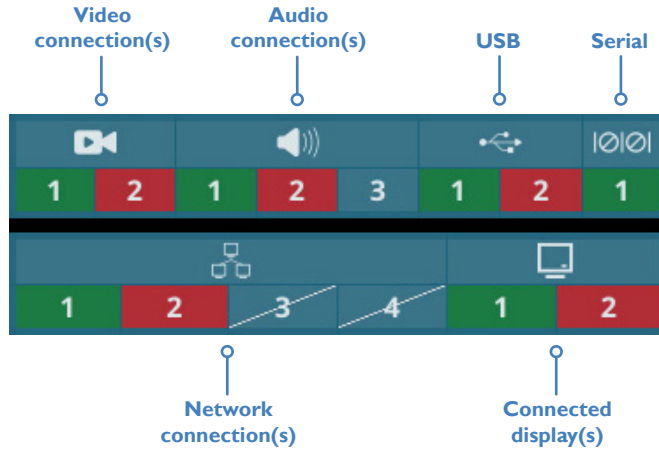 Video
connection(s)
Audio
connection(s)
USB
Serial
1 2 1 2 3 1 2 1
1 2 3 4 1 2
Network
connection(s)
Connected
display(s)